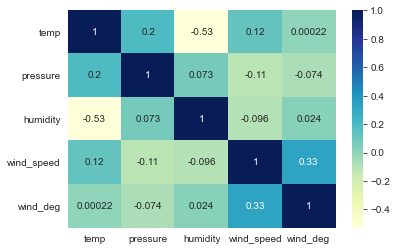 temp 1 0.2 -0.53 0.12 0.00022
pressure 0.2 1 0.073 -0.11 -0.074
humidity -0.53 0.073 1 -0.096 0.024
wind_speed 0.12 -0.11 -0.096 1 0.33
wind_deg 0.00022 -0.074 0.024 0.33 1
temp pressure humidity wind_speed wind_deg
1.0
0.8
0.6
0.4
0.2
0.0
-0.2
-0.4